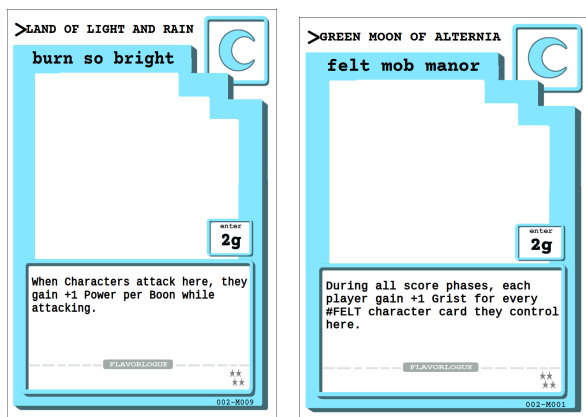 >LAND OF LIGHT AND RAIN
burn so bright
enter
2g
When Characters attack here, they
gain +1 Power per Boon while
attacking.
FLAVORLOGUE
002-M009
>GREEN MOON OF ALTERNIA
felt mob manor
enter
2g
During all score phases, each
player gain +1 Grist for every
#FELT character card they control
here.
FLAVORLOGUE
002-M001